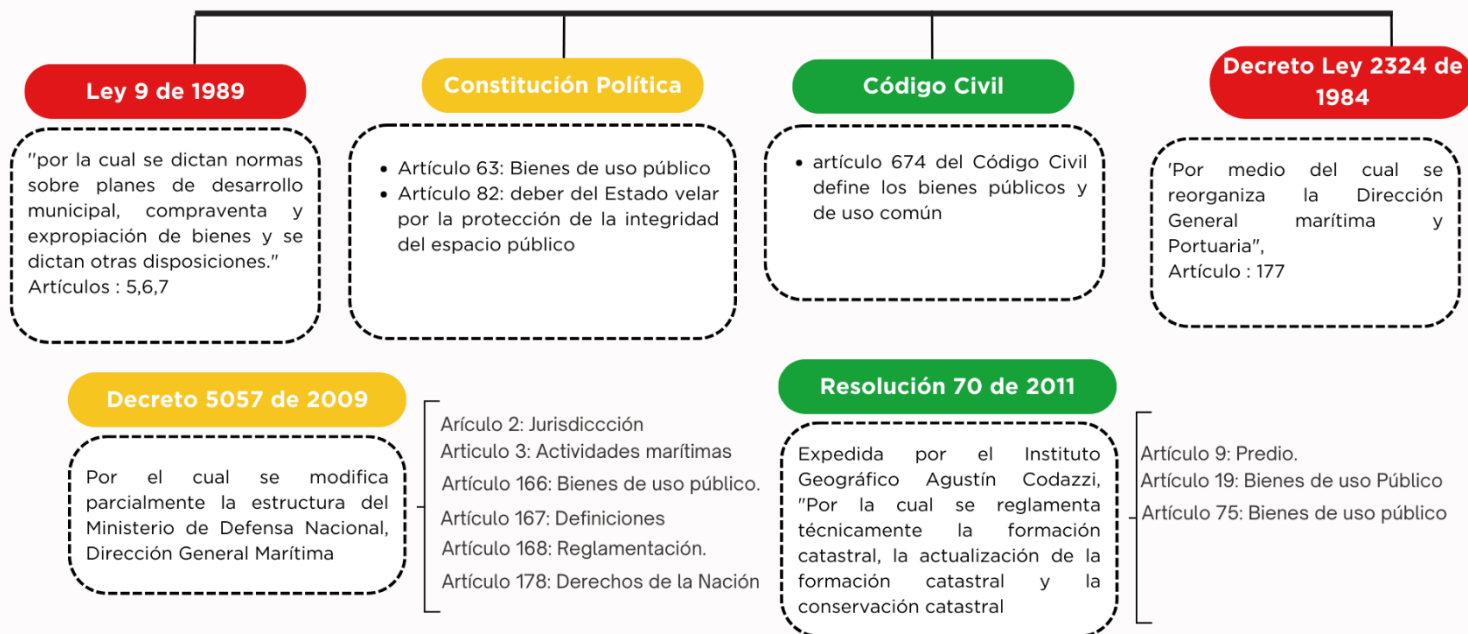 Ley 9 de 1989
"por la cual se dictan normas
sobre planes de desarrollo
municipal, compraventa y
expropiación de bienes y se
dictan otras disposiciones."
Artículos : 5,6,7
Constitución Política
• Artículo 63: Bienes de uso público
• Artículo 82: deber del Estado velar
por la protección de la integridad
del espacio público
Código Civil
• artículo 674 del Código Civil
define los bienes públicos y
de uso común
Decreto Ley 2324 de
1984
'Por medio del cual se
reorganiza la Dirección
General marítima y
Portuaria",
Artículo : 177
Decreto 5057 de 2009
Por el cual se modifica
parcialmente la estructura del
Ministerio de Defensa Nacional,
Dirección General Marítima
Arículo 2: Jurisdiccción
Articulo 3: Actividades marítimas
Artículo 166: Bienes de uso público.
Artículo 167: Definiciones
Artículo 168: Reglamentación.
Artículo 178: Derechos de la Nación
Resolución 70 de 2011
Expedida por el Instituto
Geográfico Agustín Codazzi,
"Por la cual se reglamenta
técnicamente la formación
catastral, la actualización de la
formación catastral y la
conservación catastral
Artículo 9: Predio.
Artículo 19: Bienes de uso Público
Artículo 75: Bienes de uso público